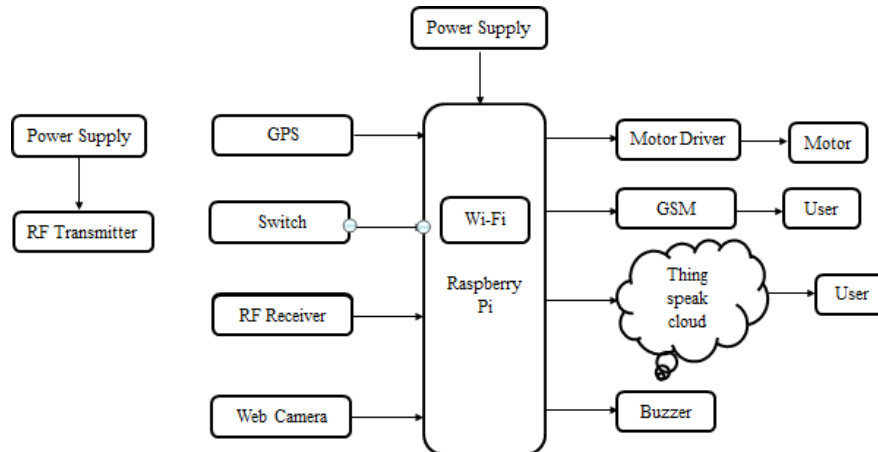 Power Supply
Power Supply
RF Transmitter
GPS
Switch
RF Receiver
Web Camera
Wi-Fi
Raspberry
Pi
Motor Driver
Motor
GSM
User
Thing
speak
cloud
User
Buzzer